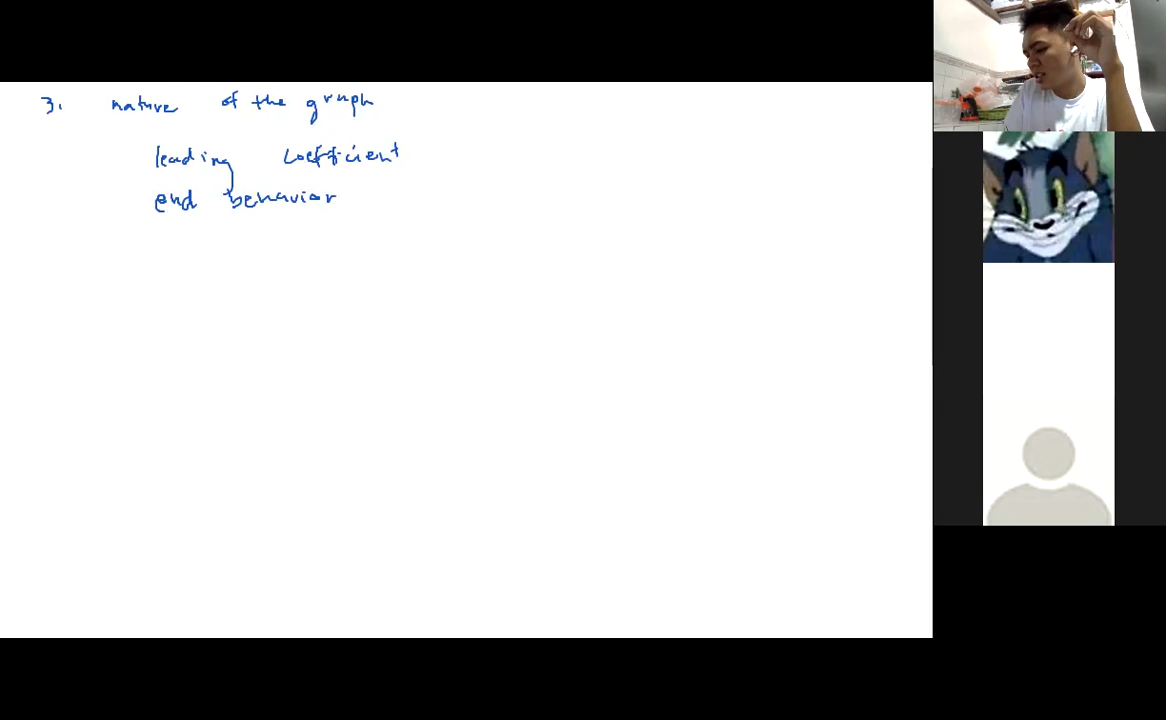 3. nature of the graph
leading coefficient
end behavior